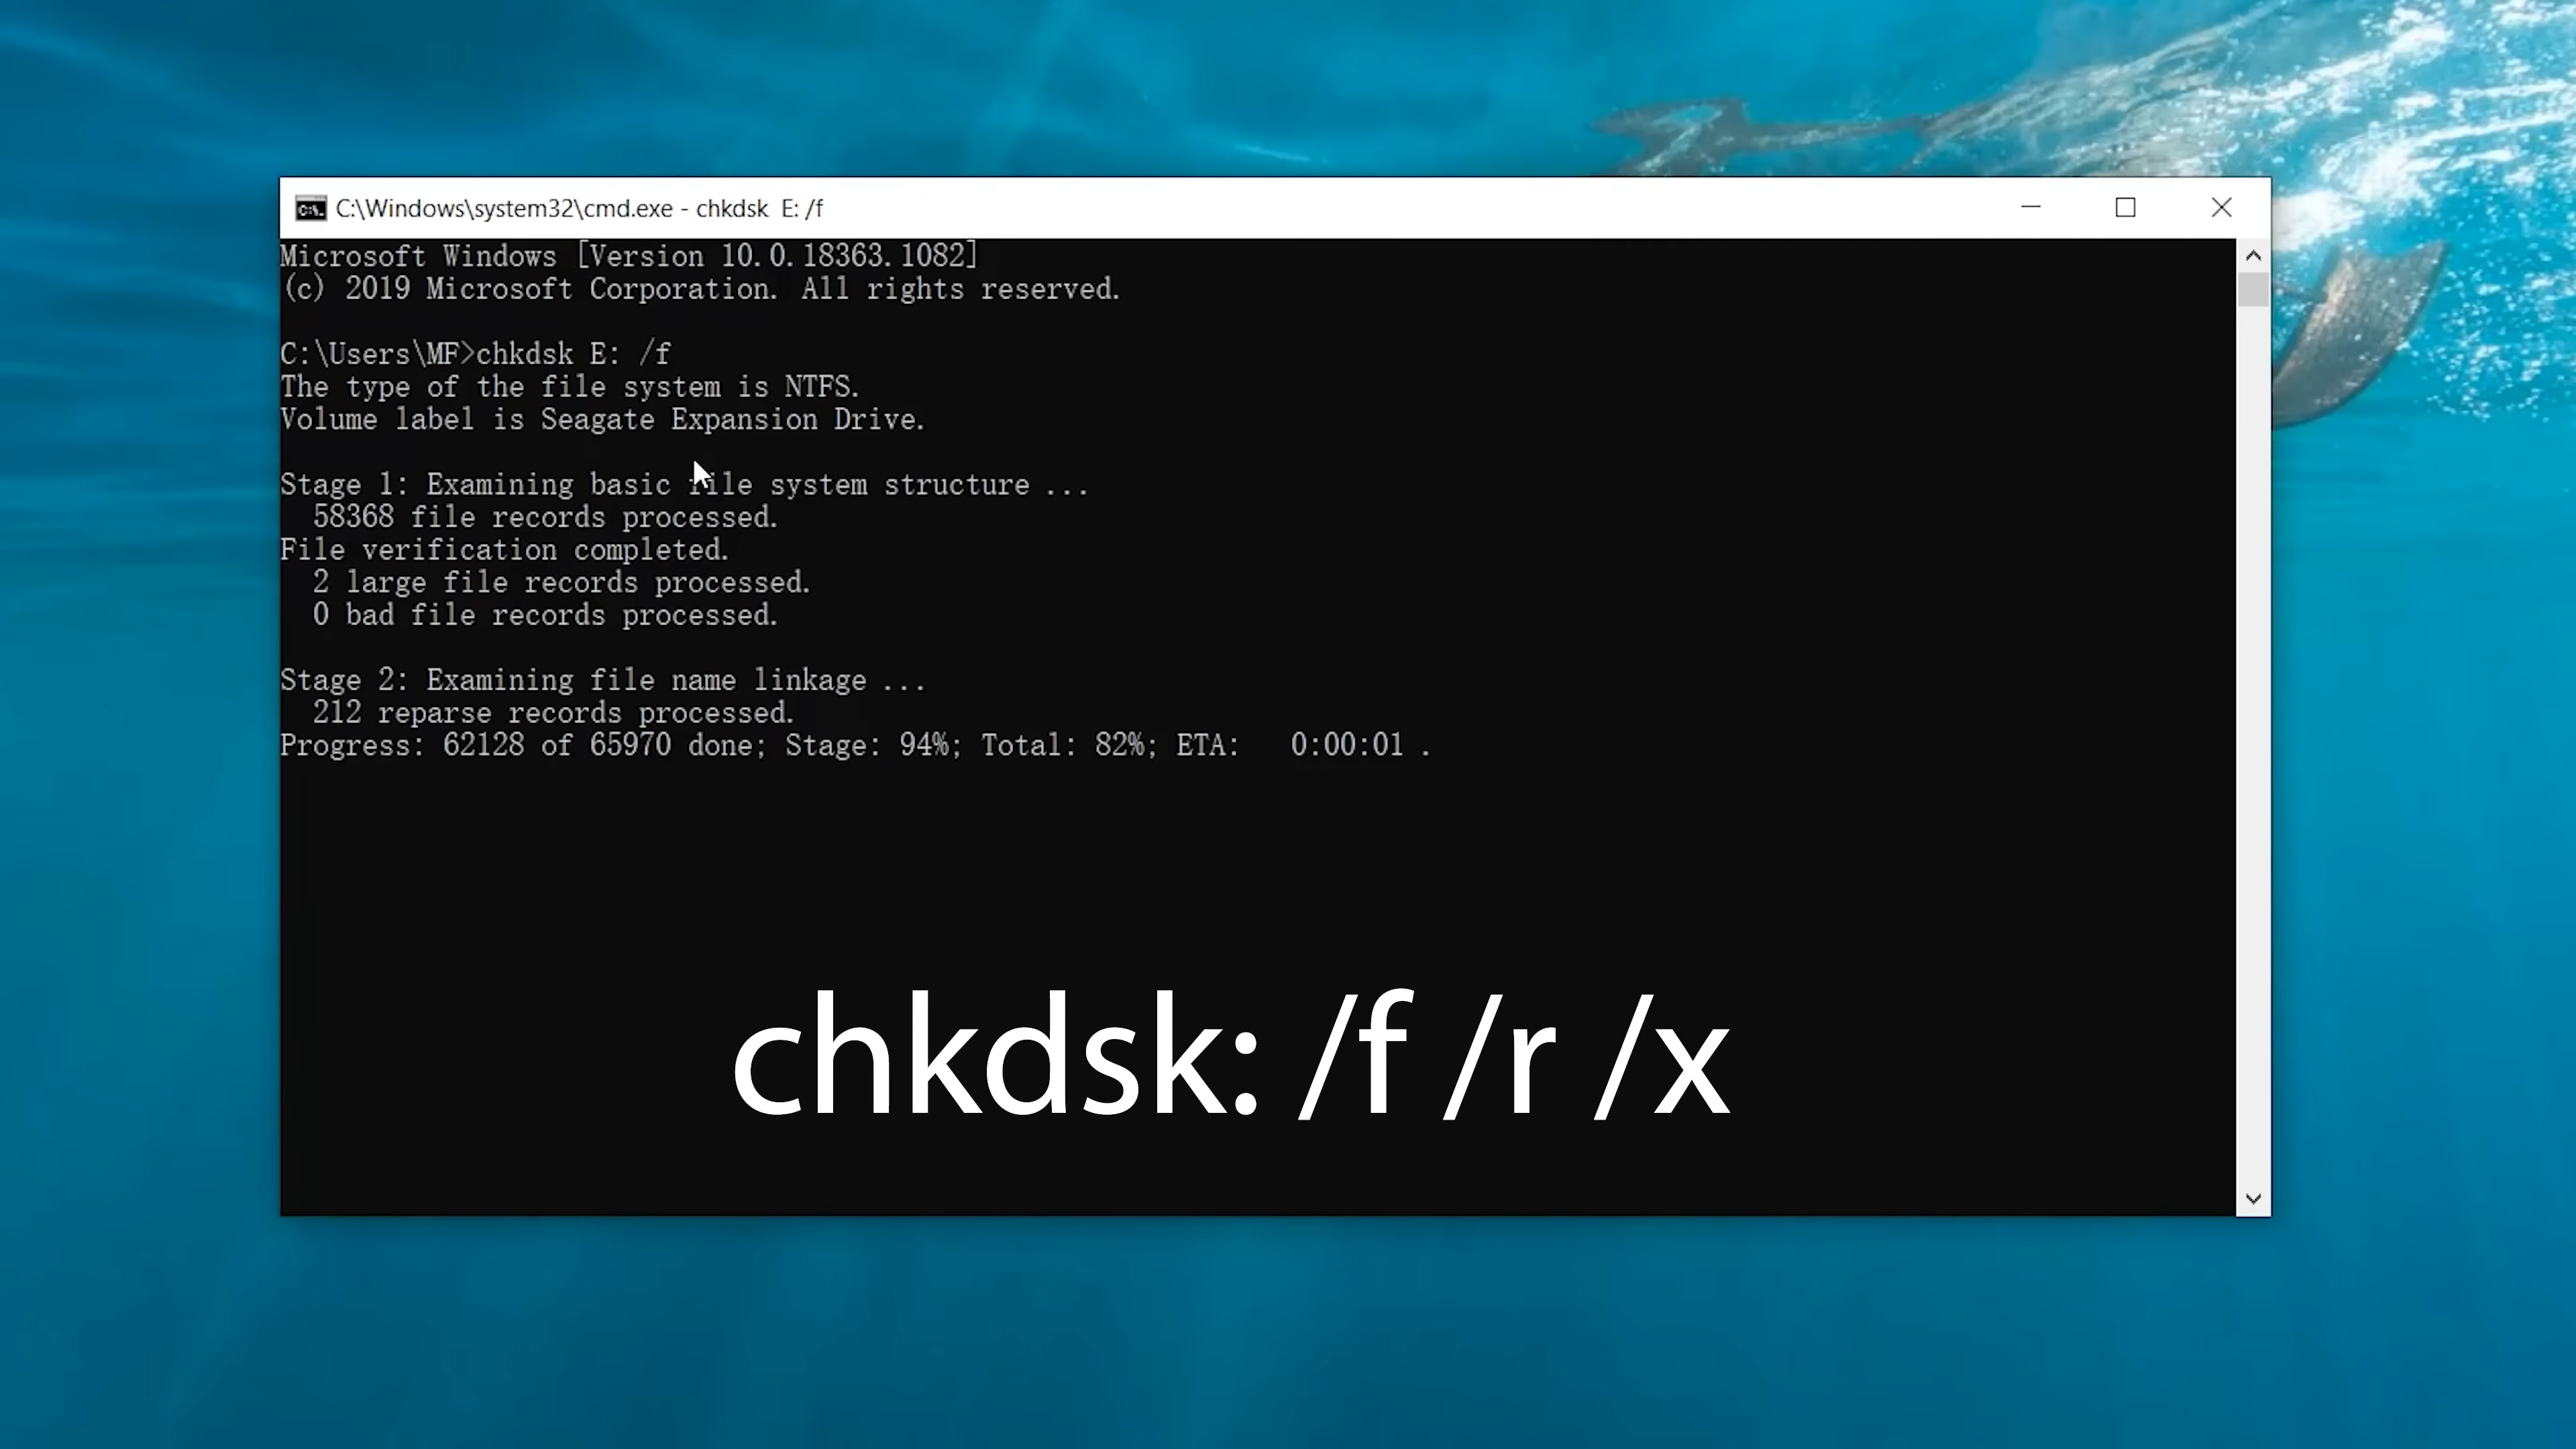 C:\Windows\system32\cmd.exe - chkdsk  E: /f
Microsoft Windows [Version 10.0.18363.1082]
(c) 2019 Microsoft Corporation. All rights reserved.
C:\Users\MF>chkdsk E: /f
The type of the file system is NTFS.
Volume label is Seagate Expansion Drive.
Stage 1: Examining basic file system structure ...
58368 file records processed.
File verification completed.
2 large file records processed.
0 bad file records processed.
Stage 2: Examining file name linkage ...
212 reparse records processed.
Progress: 62128 of 65970 done; Stage: 94%; Total: 82%; ETA:   0:00:01 .
chkdsk: /f /r /x